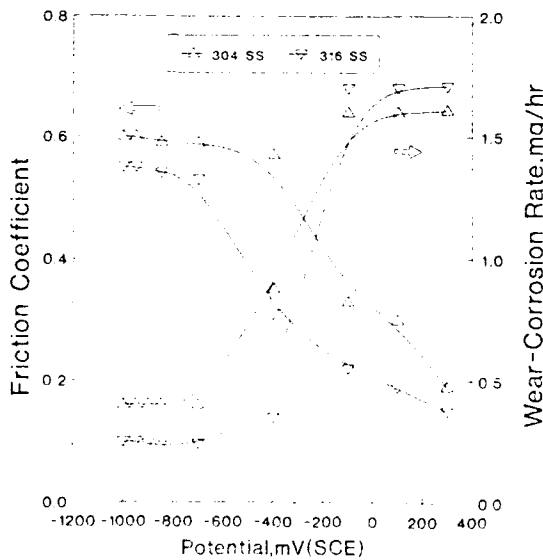 0.8
2.0
304 SS
316 SS
0.6
1.5
Friction Coefficient
0.4
1.0
Wear-Corrosion Rate,mg/hr
0.2
0.5
0.0
0.0
-1200 -1000 -800 -600 -400 -200 0 200 400
Potential,mV(SCE)